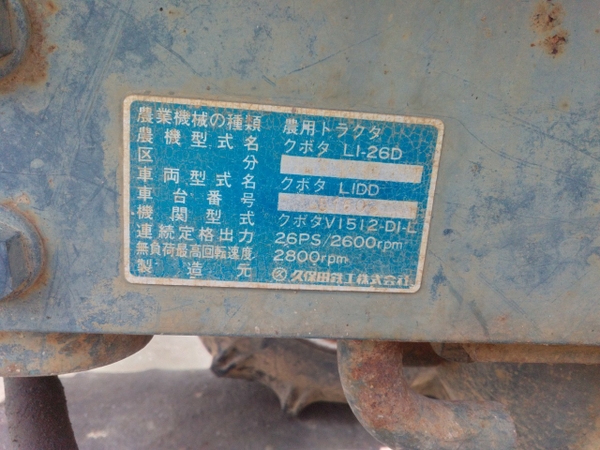 農業機械の種類 農用トラクタ
農機型式名 クボタ L1-26D
区分
車両型式名 クボタ L1DD
車台番号
機関型式 クボタV1512-DI-L
連続定格出力 26PS/2600rpm
無負荷最高回転速度 2800rpm
製造元 久保田鉄工株式会社